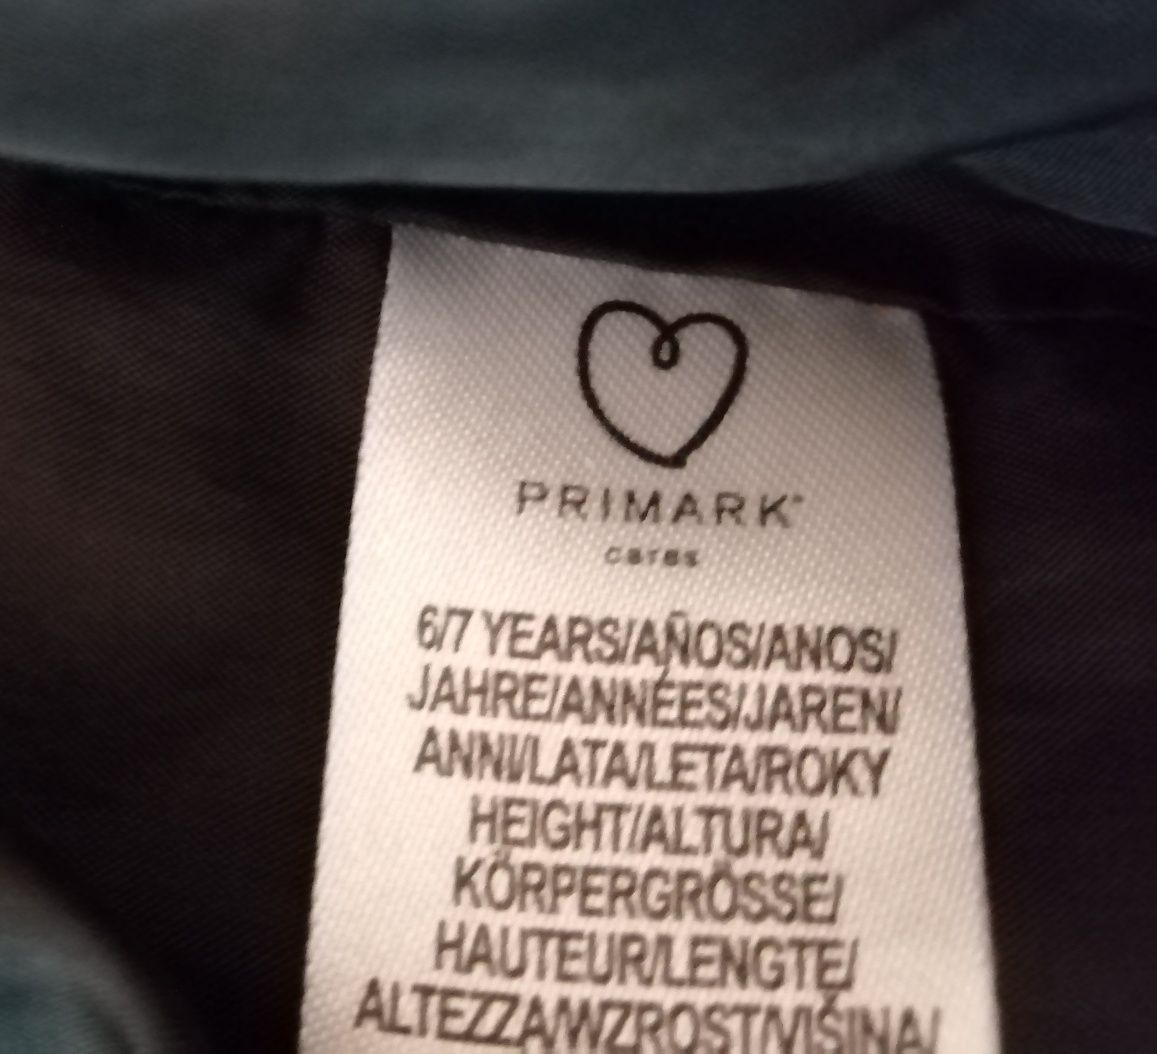 PRIMARK™
cares
6/7 YEARS/AÑOS/ANOS/
JAHRE/ANNÉES/JAREN/
ANNI/LATA/LETA/ROKY
HEIGHT/ALTURA/
KÖRPERGRÖSSE/
HAUTEUR/LENGTE/
ALTEZZA/WZROST/VIŠINA/